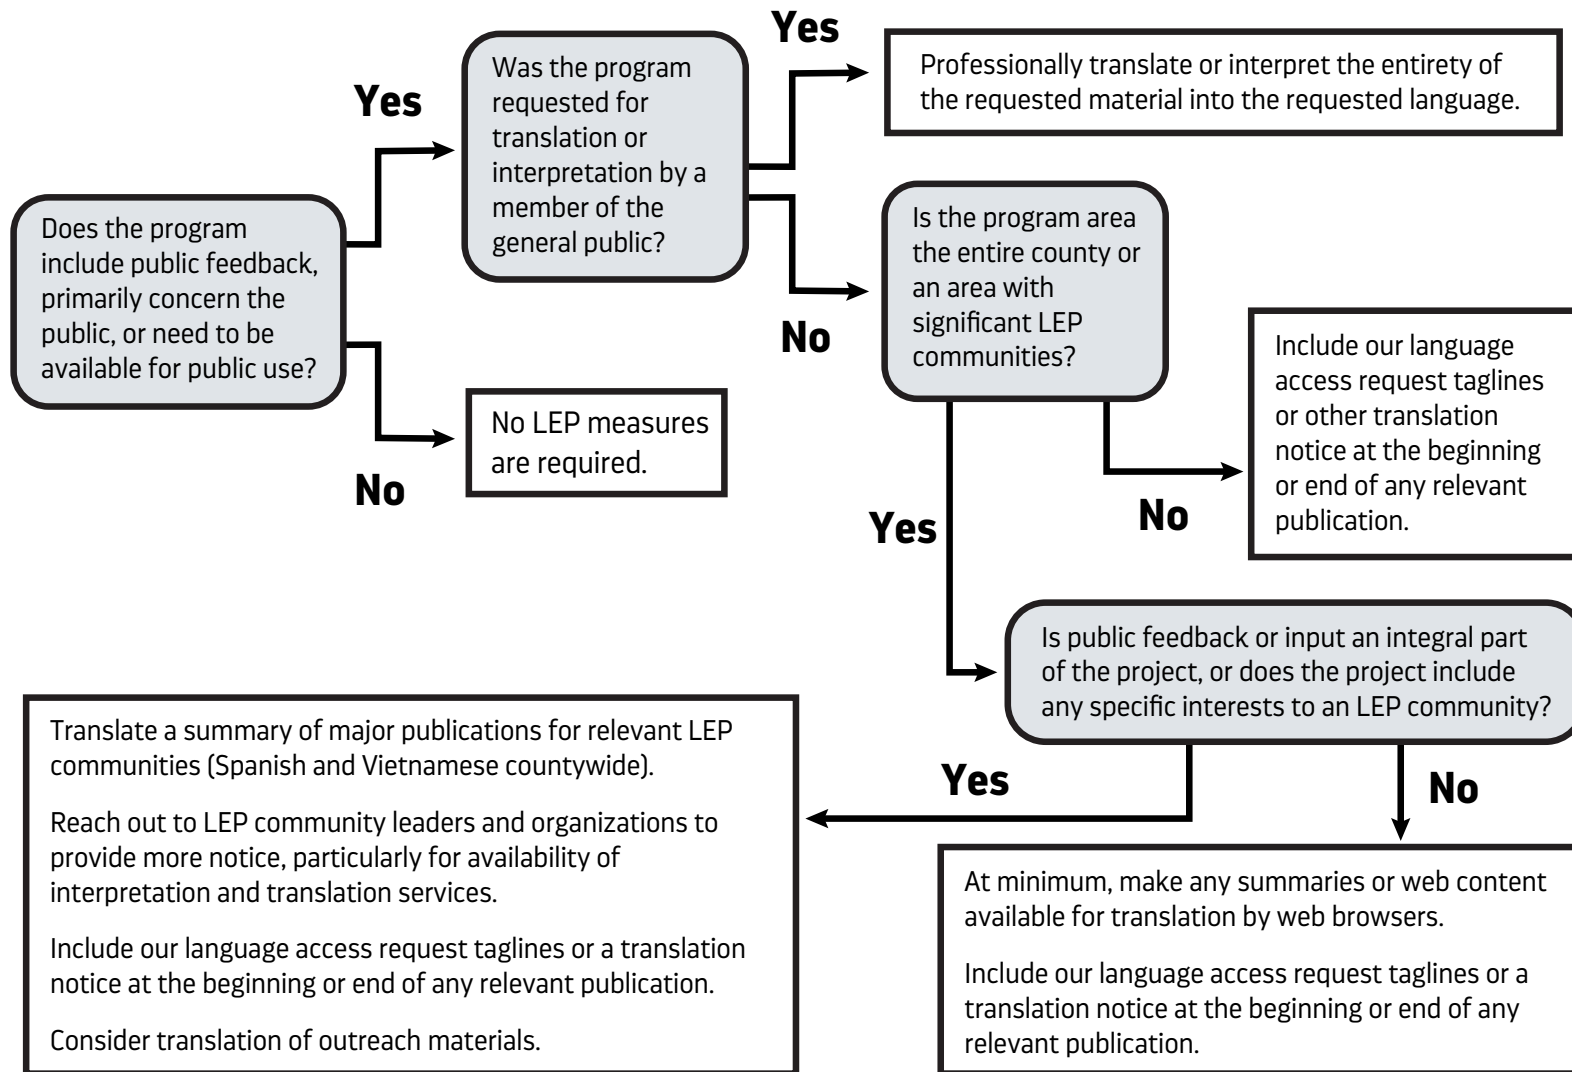 Does the program
include public feedback,
primarily concern the
public, or need to be
available for public use?
Yes
No
No LEP measures
are required.
Was the program
requested for
translation or
interpretation by a
member of the
general public?
Yes
Professionally translate or interpret the entirety of
the requested material into the requested language.
No
Is the program area
the entire county or
an area with
significant LEP
communities?
No
Include our language
access request taglines
or other translation
notice at the beginning
or end of any relevant
publication.
Yes
Is public feedback or input an integral part
of the project, or does the project include
any specific interests to an LEP community?
Yes
Translate a summary of major publications for relevant LEP
communities (Spanish and Vietnamese countywide).
Reach out to LEP community leaders and organizations to
provide more notice, particularly for availability of
interpretation and translation services.
Include our language access request taglines or a translation
notice at the beginning or end of any relevant publication.
Consider translation of outreach materials.
No
At minimum, make any summaries or web content
available for translation by web browsers.
Include our language access request taglines or a
translation notice at the beginning or end of any
relevant publication.